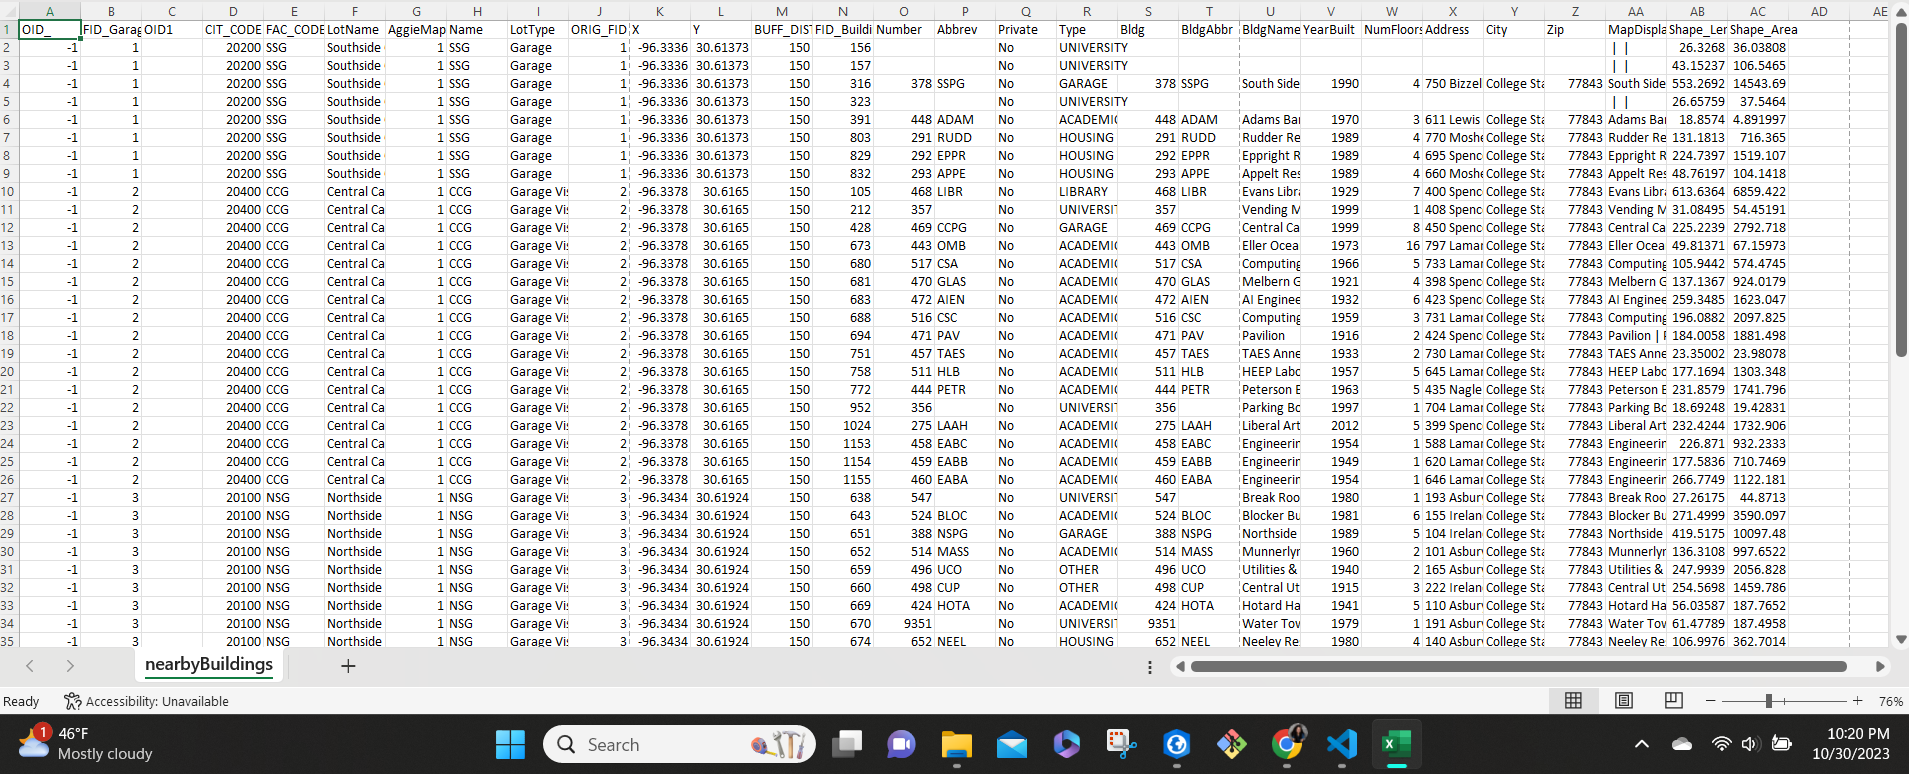 A B C D E F G H I J K L M N O P Q R S T U V W X Y Z AA AB AC AD AE
1 OID_ FID_Garag OID1 CIT_CODE FAC_CODE LotName AggieMap Name LotType ORIG_FID X Y BUFF_DIST FID_Buildi Number Abbrev Private Type Bldg BldgAbbr BldgName YearBuilt NumFloors Address City Zip MapDispla Shape_Len Shape_Area
2 -1 1 20200 SSG Southside 1 SSG Garage 1 -96.3336 30.61373 150 156 No UNIVERSITY | | 26.3268 36.03808
3 -1 1 20200 SSG Southside 1 SSG Garage 1 -96.3336 30.61373 150 157 No UNIVERSITY | | 43.15237 106.5465
4 -1 1 20200 SSG Southside 1 SSG Garage 1 -96.3336 30.61373 150 316 378 SSPG No GARAGE 378 SSPG South Side 1990 4 750 Bizzel College Sta 77843 South Side 553.2692 14543.69
5 -1 1 20200 SSG Southside 1 SSG Garage 1 -96.3336 30.61373 150 323 No UNIVERSITY | | 26.65759 37.5464
6 -1 1 20200 SSG Southside 1 SSG Garage 1 -96.3336 30.61373 150 391 448 ADAM No ACADEMIC 448 ADAM Adams Bar 1970 3 611 Lewis College Sta 77843 Adams Bar 18.8574 4.891997
7 -1 1 20200 SSG Southside 1 SSG Garage 1 -96.3336 30.61373 150 803 291 RUDD No HOUSING 291 RUDD Rudder Re 1989 4 770 Moshe College Sta 77843 Rudder Re 131.1813 716.365
8 -1 1 20200 SSG Southside 1 SSG Garage 1 -96.3336 30.61373 150 829 292 EPPR No HOUSING 292 EPPR Eppright R 1989 4 695 Spenc College Sta 77843 Eppright R 224.7397 1519.107
9 -1 1 20200 SSG Southside 1 SSG Garage 1 -96.3336 30.61373 150 832 293 APPE No HOUSING 293 APPE Appelt Res 1989 4 660 Moshe College Sta 77843 Appelt Res 48.76197 104.1418
10 -1 2 20400 CCG Central Ca 1 CCG Garage Vis 2 -96.3378 30.6165 150 105 468 LIBR No LIBRARY 468 LIBR Evans Libra 1929 7 400 Spenc College Sta 77843 Evans Libra 613.6364 6859.422
11 -1 2 20400 CCG Central Ca 1 CCG Garage Vis 2 -96.3378 30.6165 150 212 357 No UNIVERSIT 357 Vending M 1999 1 408 Spenc College Sta 77843 Vending M 31.08495 54.45191
12 -1 2 20400 CCG Central Ca 1 CCG Garage Vis 2 -96.3378 30.6165 150 428 469 CCPG No GARAGE 469 CCPG Central Ca 1999 8 450 Spenc College Sta 77843 Central Ca 225.2239 2792.718
13 -1 2 20400 CCG Central Ca 1 CCG Garage Vis 2 -96.3378 30.6165 150 673 443 OMB No ACADEMIC 443 OMB Eller Ocea 1973 16 797 Lamar College Sta 77843 Eller Ocea 49.81371 67.15973
14 -1 2 20400 CCG Central Ca 1 CCG Garage Vis 2 -96.3378 30.6165 150 680 517 CSA No ACADEMIC 517 CSA Computing 1966 5 733 Lamar College Sta 77843 Computing 105.9442 574.4745
15 -1 2 20400 CCG Central Ca 1 CCG Garage Vis 2 -96.3378 30.6165 150 681 470 GLAS No ACADEMIC 470 GLAS Melbern G 1921 4 398 Spenc College Sta 77843 Melbern G 137.1367 924.0179
16 -1 2 20400 CCG Central Ca 1 CCG Garage Vis 2 -96.3378 30.6165 150 683 472 AIEN No ACADEMIC 472 AIEN AI Enginee 1932 6 423 Spenc College Sta 77843 AI Enginee 259.3485 1623.047
17 -1 2 20400 CCG Central Ca 1 CCG Garage Vis 2 -96.3378 30.6165 150 688 516 CSC No ACADEMIC 516 CSC Computing 1959 3 731 Lamar College Sta 77843 Computing 196.0882 2097.825
18 -1 2 20400 CCG Central Ca 1 CCG Garage Vis 2 -96.3378 30.6165 150 694 471 PAV No ACADEMIC 471 PAV Pavilion 1916 2 424 Spenc College Sta 77843 Pavilion | P 184.0058 1881.498
19 -1 2 20400 CCG Central Ca 1 CCG Garage Vis 2 -96.3378 30.6165 150 751 457 TAES No ACADEMIC 457 TAES TAES Anne 1933 2 730 Lamar College Sta 77843 TAES Anne 23.35002 23.98078
20 -1 2 20400 CCG Central Ca 1 CCG Garage Vis 2 -96.3378 30.6165 150 758 511 HLB No ACADEMIC 511 HLB HEEP Labo 1957 5 645 Lamar College Sta 77843 HEEP Labo 177.1694 1303.348
21 -1 2 20400 CCG Central Ca 1 CCG Garage Vis 2 -96.3378 30.6165 150 772 444 PETR No ACADEMIC 444 PETR Peterson B 1963 5 435 Nagle College Sta 77843 Peterson B 231.8579 1741.796
22 -1 2 20400 CCG Central Ca 1 CCG Garage Vis 2 -96.3378 30.6165 150 952 356 No UNIVERSIT 356 Parking Bo 1997 1 704 Lamar College Sta 77843 Parking Bo 18.69248 19.42831
23 -1 2 20400 CCG Central Ca 1 CCG Garage Vis 2 -96.3378 30.6165 150 1024 275 LAAH No ACADEMIC 275 LAAH Liberal Art 2012 5 399 Spenc College Sta 77843 Liberal Art 232.4244 1732.906
24 -1 2 20400 CCG Central Ca 1 CCG Garage Vis 2 -96.3378 30.6165 150 1153 458 EABC No ACADEMIC 458 EABC Engineerin 1954 1 588 Lamar College Sta 77843 Engineerin 226.871 932.2333
25 -1 2 20400 CCG Central Ca 1 CCG Garage Vis 2 -96.3378 30.6165 150 1154 459 EABB No ACADEMIC 459 EABB Engineerin 1949 1 620 Lamar College Sta 77843 Engineerin 177.5836 710.7469
26 -1 2 20400 CCG Central Ca 1 CCG Garage Vis 2 -96.3378 30.6165 150 1155 460 EABA No ACADEMIC 460 EABA Engineerin 1954 1 646 Lamar College Sta 77843 Engineerin 266.7749 1122.181
27 -1 3 20100 NSG Northside 1 NSG Garage Vis 3 -96.3434 30.61924 150 638 547 No UNIVERSIT 547 Break Roo 1980 1 193 Asbur College Sta 77843 Break Roo 27.26175 44.8713
28 -1 3 20100 NSG Northside 1 NSG Garage Vis 3 -96.3434 30.61924 150 643 524 BLOC No ACADEMIC 524 BLOC Blocker Bu 1981 6 155 Irelan College Sta 77843 Blocker Bu 271.4999 3590.097
29 -1 3 20100 NSG Northside 1 NSG Garage Vis 3 -96.3434 30.61924 150 651 388 NSPG No GARAGE 388 NSPG Northside 1989 5 104 Irelan College Sta 77843 Northside 419.5175 10097.48
30 -1 3 20100 NSG Northside 1 NSG Garage Vis 3 -96.3434 30.61924 150 652 514 MASS No ACADEMIC 514 MASS Munnerlyn 1960 2 101 Asbur College Sta 77843 Munnerlyn 136.3108 997.6522
31 -1 3 20100 NSG Northside 1 NSG Garage Vis 3 -96.3434 30.61924 150 659 496 UCO No OTHER 496 UCO Utilities & 1940 2 165 Asbur College Sta 77843 Utilities & 247.9939 2056.828
32 -1 3 20100 NSG Northside 1 NSG Garage Vis 3 -96.3434 30.61924 150 660 498 CUP No OTHER 498 CUP Central Ut 1915 3 222 Irelan College Sta 77843 Central Ut 254.5698 1459.786
33 -1 3 20100 NSG Northside 1 NSG Garage Vis 3 -96.3434 30.61924 150 669 424 HOTA No ACADEMIC 424 HOTA Hotard Ha 1941 5 110 Asbur College Sta 77843 Hotard Ha 56.03587 187.7652
34 -1 3 20100 NSG Northside 1 NSG Garage Vis 3 -96.3434 30.61924 150 670 9351 No UNIVERSIT 9351 Water Tow 1979 1 191 Asbur College Sta 77843 Water Tow 61.47789 187.4958
35 -1 3 20100 NSG Northside 1 NSG Garage Vis 3 -96.3434 30.61924 150 674 652 NEEL No HOUSING 652 NEEL Neeley Re 1980 4 140 Asbur College Sta 77843 Neeley Re 106.9976 362.7014
nearbyBuildings
Ready Accessibility: Unavailable 76%
1 46°F Search 10:20 PM
Mostly cloudy 10/30/2023